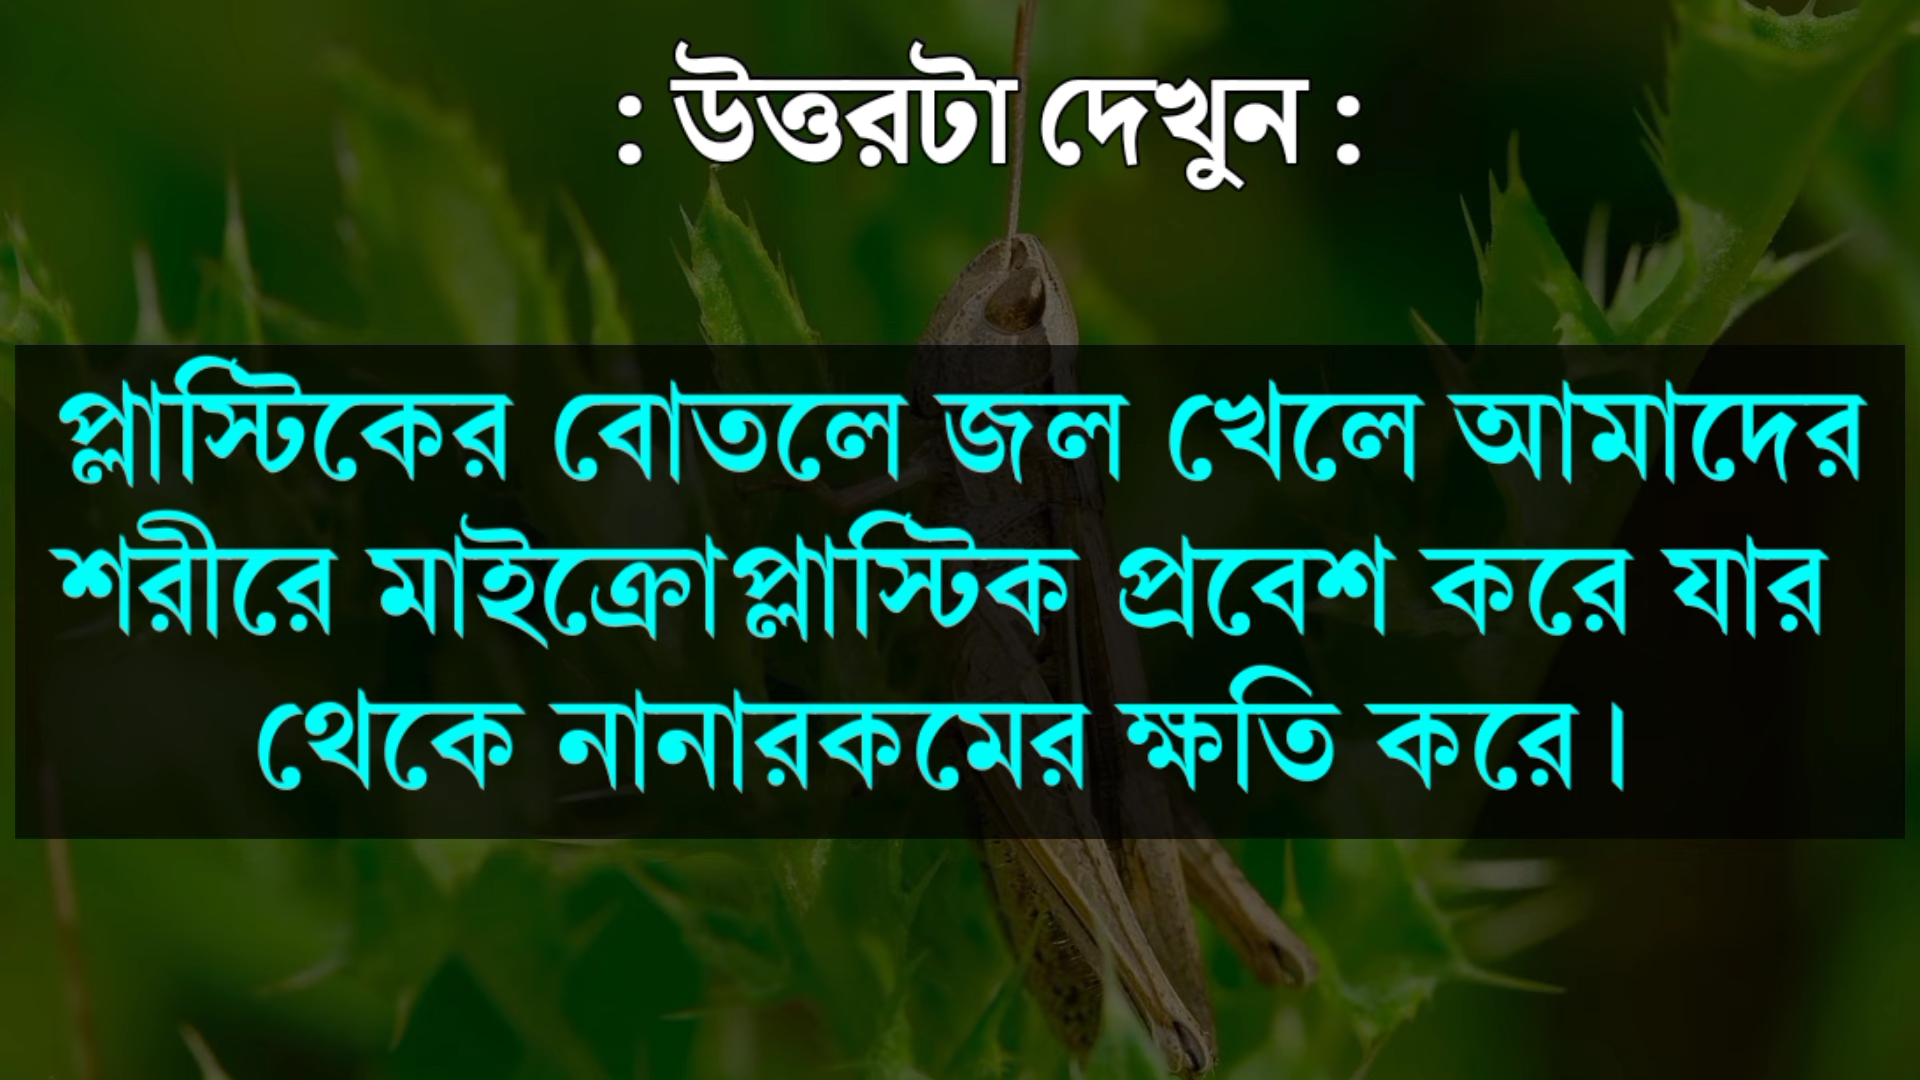 : উত্তরটা দেখুন :
প্লাস্টিকের বোতলে জল খেলে আমাদের
শরীরে মাইক্রোপ্লাস্টিক প্রবেশ করে যার
থেকে নানারকমের ক্ষতি করে।